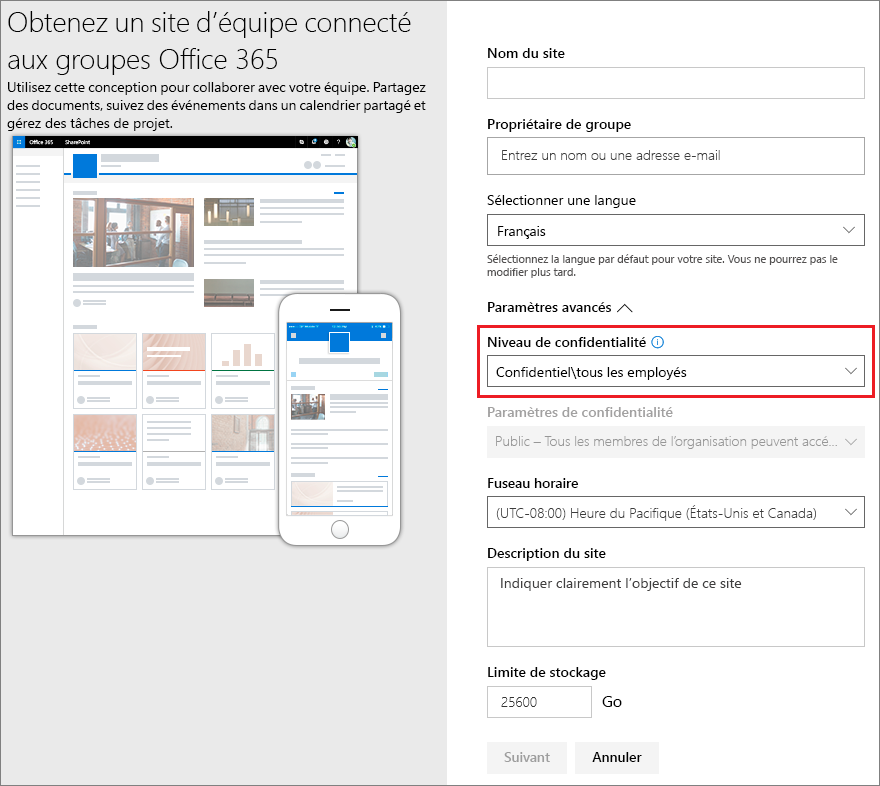 Obtenez un site d’équipe connecté
aux groupes Office 365
Utilisez cette conception pour collaborer avec votre équipe. Partagez
des documents, suivez des événements dans un calendrier partagé et
gérez des tâches de projet.
Office 365 SharePoint
Nom du site
Propriétaire de groupe
Entrez un nom ou une adresse e-mail
Sélectionner une langue
Français
Sélectionnez la langue par défaut pour votre site. Vous ne pourrez pas le
modifier plus tard.
Paramètres avancés
Niveau de confidentialité
Confidentiel\tous les employés
Paramètres de confidentialité
Public – Tous les membres de l’organisation peuvent accé...
Fuseau horaire
(UTC-08:00) Heure du Pacifique (États-Unis et Canada)
Description du site
Indiquer clairement l’objectif de ce site
Limite de stockage
25600 Go
Suivant Annuler